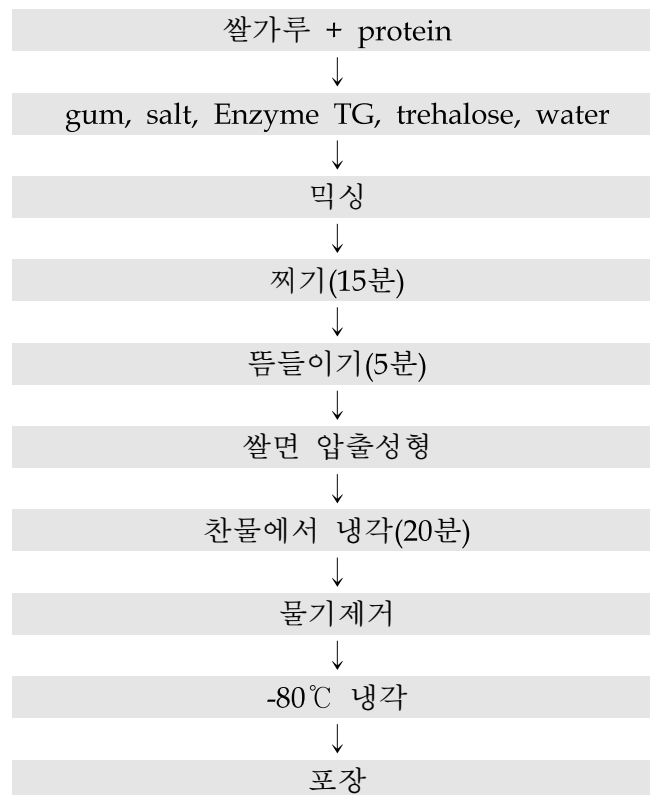 쌀가루 + protein
↓
gum, salt, Enzyme TG, trehalose, water
↓
믹싱
↓
찌기(15분)
↓
뜸들이기(5분)
↓
쌀면 압출성형
↓
찬물에서 냉각(20분)
↓
물기제거
↓
-80℃ 냉각
↓
포장